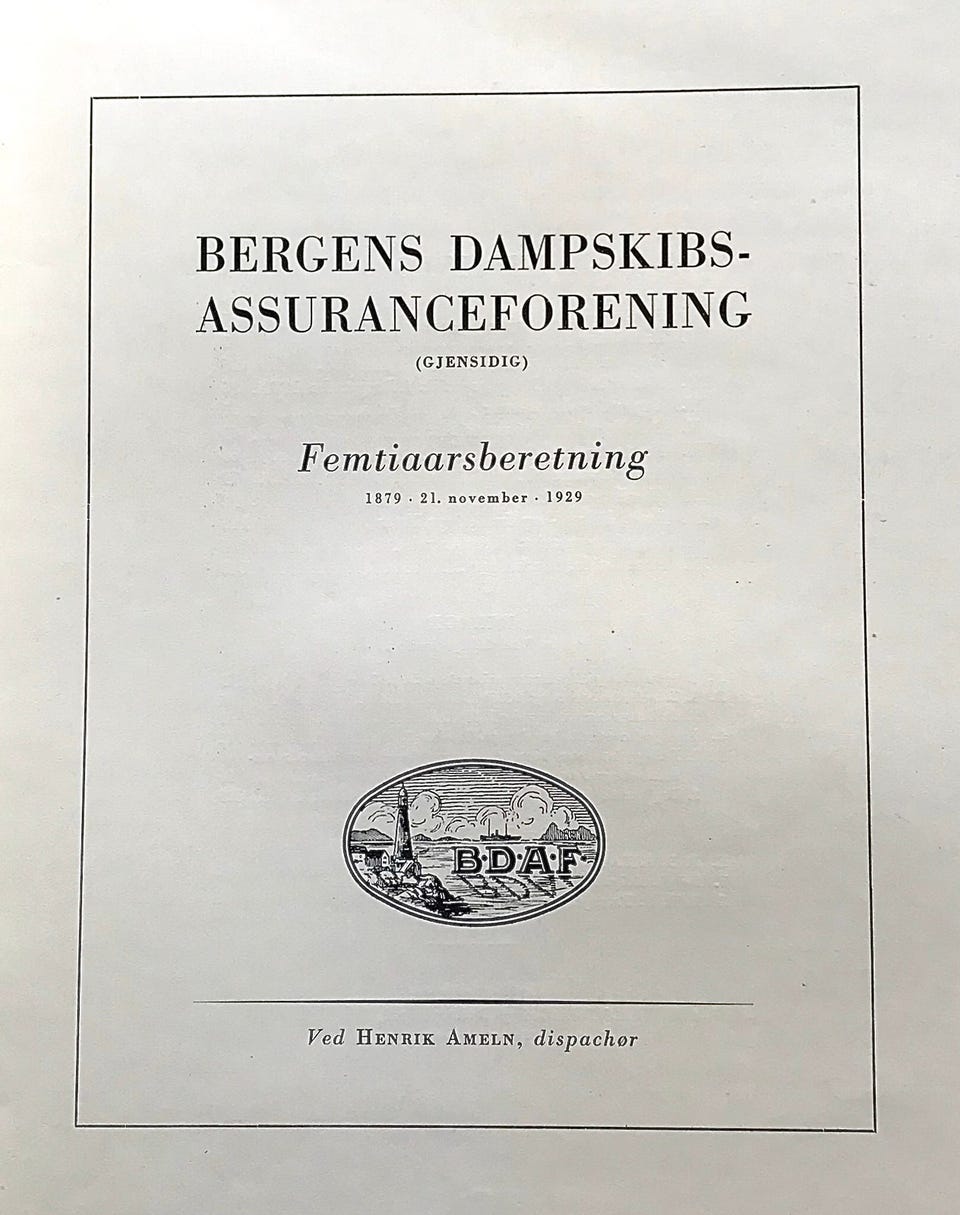 BERGENS DAMPSKIBS-
ASSURANCEFORENING
(GJENSIDIG)
Femtiaarsberetning
1879 · 21. november · 1929
B·D·A·F·
Ved HENRIK AMELN, dispachør